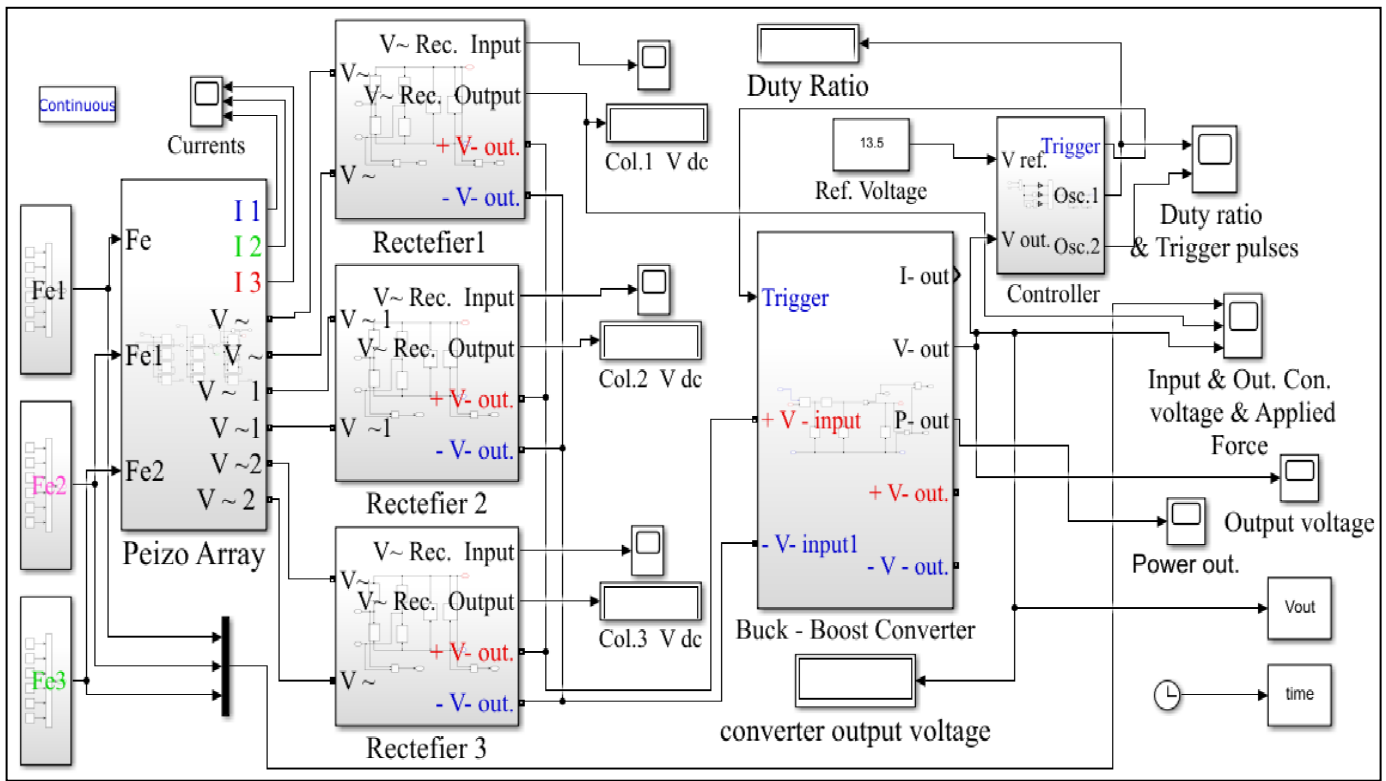 Continuous
Currents
Fe1
Fe2
Fe3
Fe
Fe1
Fe2
I 1
I 2
I 3
V ~
V ~
V ~ 1
V ~1
V ~2
V ~ 2
Peizo Array
V~
V ~
V~ Rec. Input
V~ Rec. Output
+ V- out.
- V- out.
Rectefier1
Col.1 V dc
V ~ 1
V ~1
V~ Rec. Input
V~ Rec. Output
+ V- out.
- V- out.
Rectefier 2
Col.2 V dc
V~
V ~
V~ Rec. Input
V~ Rec. Output
+ V- out.
- V- out.
Rectefier 3
Col.3 V dc
Duty Ratio
13.5
Ref. Voltage
V ref.
V out.
Trigger
Osc.1
Osc.2
Controller
Duty ratio
& Trigger pulses
Trigger
+ V - input
- V- input1
I- out
V- out
P- out
+ V- out.
- V - out.
Buck - Boost Converter
Input & Out. Con.
voltage & Applied
Force
Output voltage
Power out.
Vout
time
converter output voltage